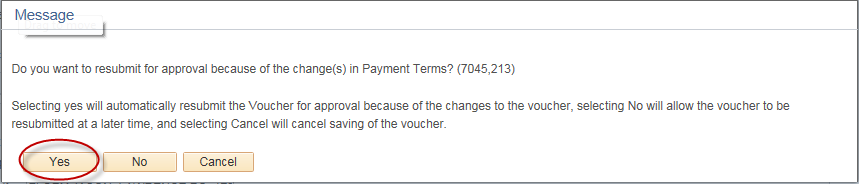 Message
Do you want to resubmit for approval because of the change(s) in Payment Terms? (7045,213)
Selecting yes will automatically resubmit the Voucher for approval because of the changes to the voucher, selecting No will allow the voucher to be
resubmitted at a later time, and selecting Cancel will cancel saving of the voucher.
Yes No Cancel